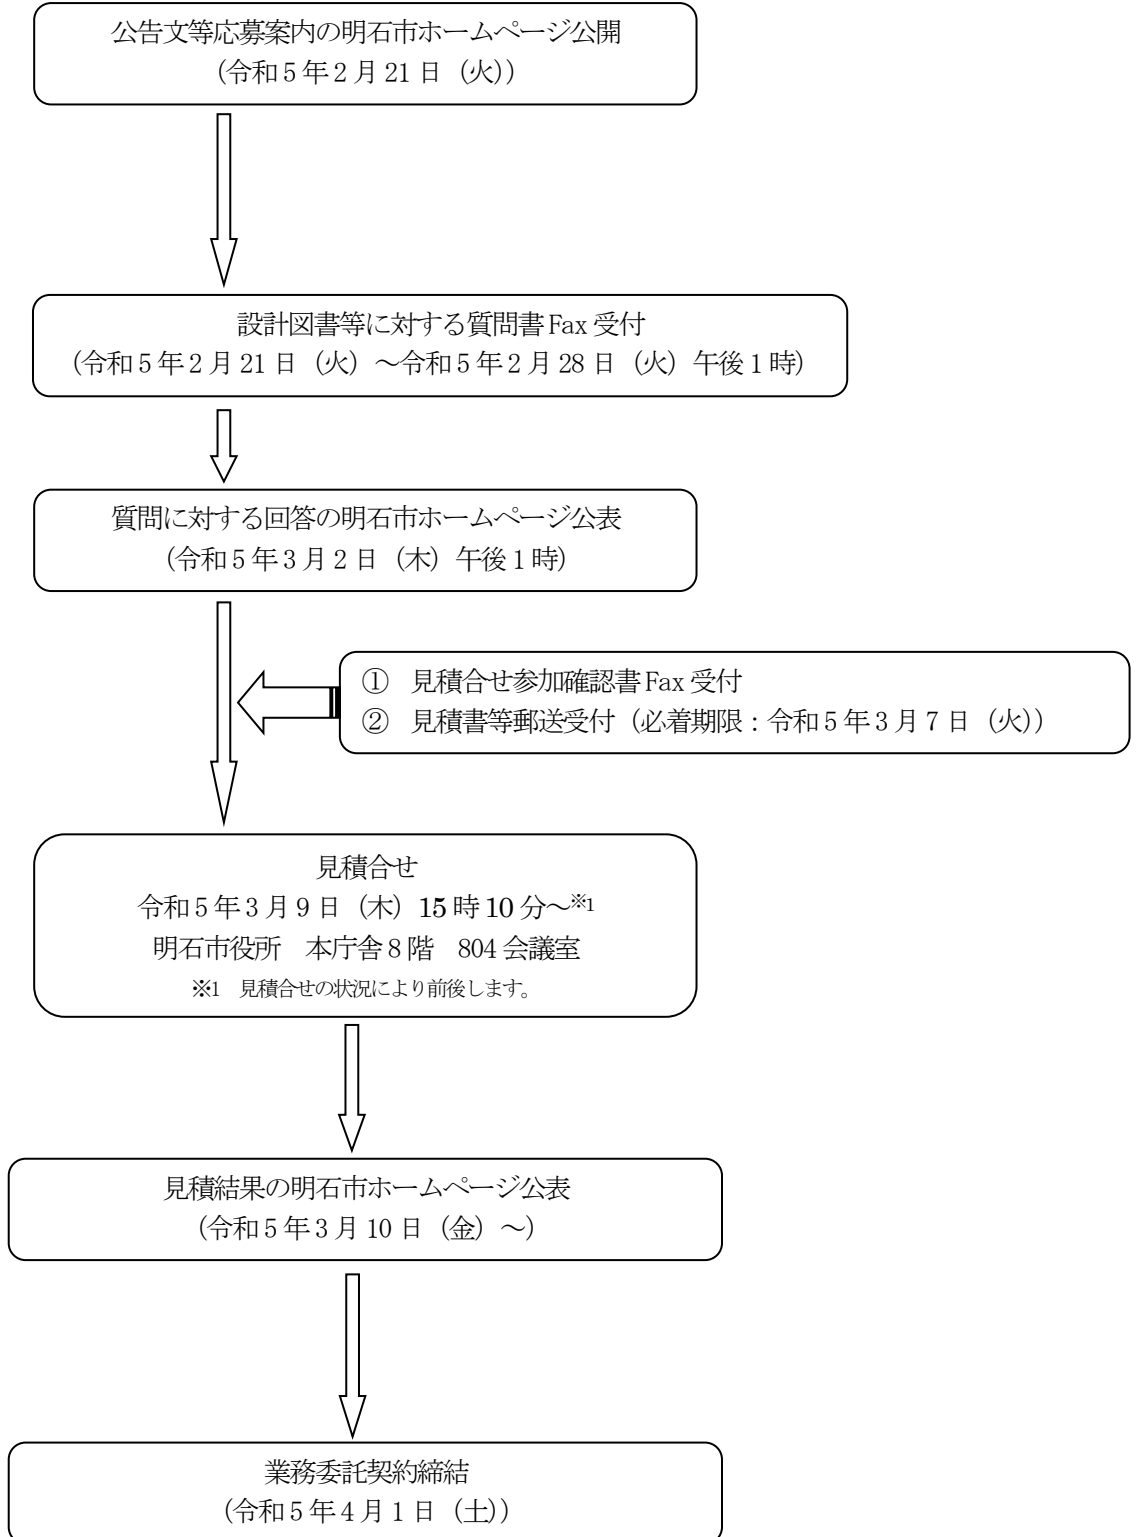 公告文等応募案内の明石市ホームページ公開
(令和5年2月21日(火))
設計図書等に対する質問書Fax受付
(令和5年2月21日(火)～令和5年2月28日(火)午後1時)
質問に対する回答の明石市ホームページ公表
(令和5年3月2日(木)午後1時)
① 見積合せ参加確認書Fax受付
② 見積書等郵送受付(必着期限:令和5年3月7日(火))
見積合せ
令和5年3月9日(木)15時10分～※1
明石市役所 本庁舎8階 804会議室
※1 見積合せの状況により前後します。
見積結果の明石市ホームページ公表
(令和5年3月10日(金)～)
業務委託契約締結
(令和5年4月1日(土))